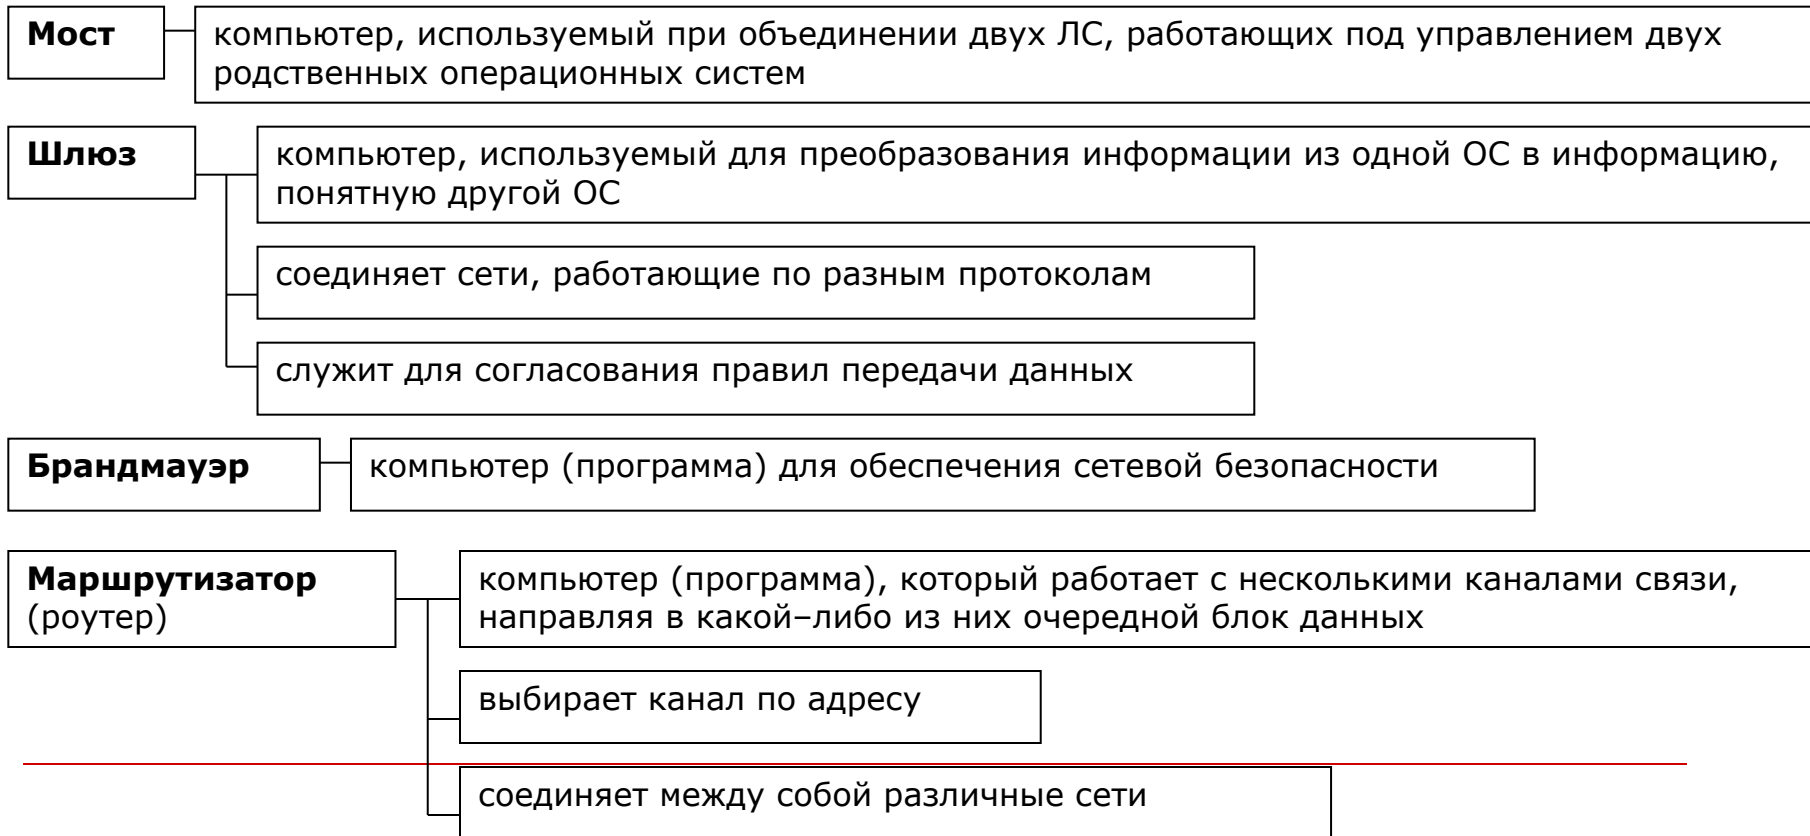 Мост
компьютер, используемый при объединении двух ЛС, работающих под управлением двух
родственных операционных систем
Шлюз
компьютер, используемый для преобразования информации из одной ОС в информацию,
понятную другой ОС
соединяет сети, работающие по разным протоколам
служит для согласования правил передачи данных
Брандмауэр
компьютер (программа) для обеспечения сетевой безопасности
Маршрутизатор
(роутер)
компьютер (программа), который работает с несколькими каналами связи,
направляя в какой–либо из них очередной блок данных
выбирает канал по адресу
соединяет между собой различные сети